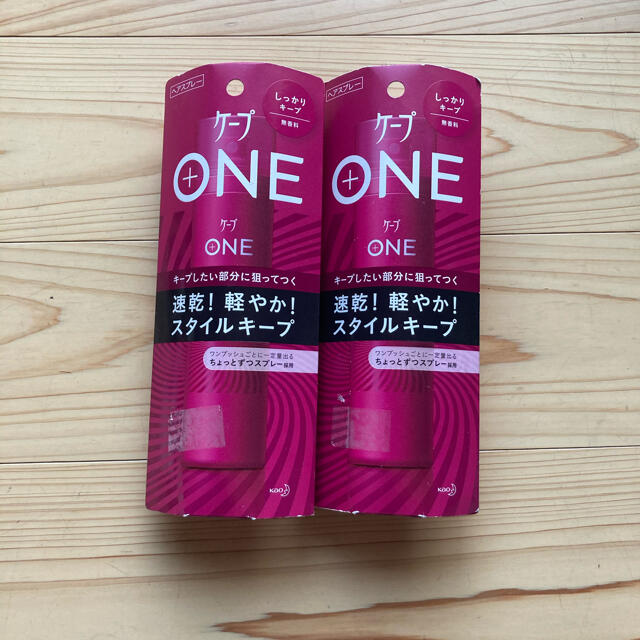 ヘアスプレー
しっかり
キープ
無香料
ケープ
ONE
ケープ
ONE
キープしたい部分に狙ってつく
速乾! 軽やか!
スタイルキープ
ワンプッシュごとに一定量出る
ちょっとずつスプレー採用
Kao
ヘアスプレー
しっかり
キープ
無香料
ケープ
ONE
ケープ
ONE
キープしたい部分に狙ってつく
速乾! 軽やか!
スタイルキープ
ワンプッシュごとに一定量出る
ちょっとずつスプレー採用
Kao